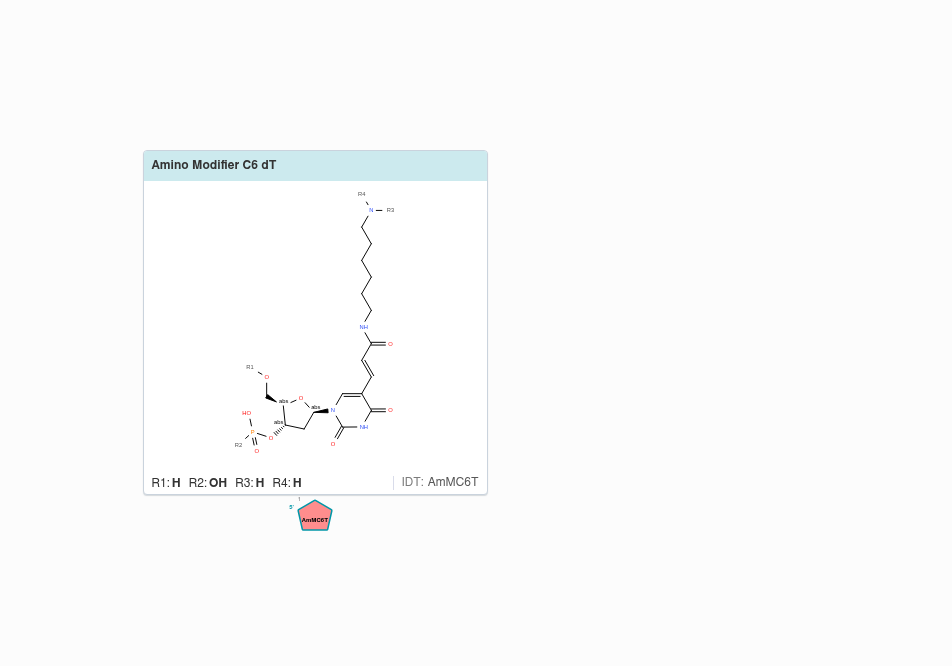 Amino Modifier C6 dT
R4
N
R3
NH
O
R1
O
abs
O
abs
N
O
HO
abs
NH
P
O
R2
O
O
R1: H R2: OH R3: H R4: H IDT: AmMC6T
1
5'
AmMC6T